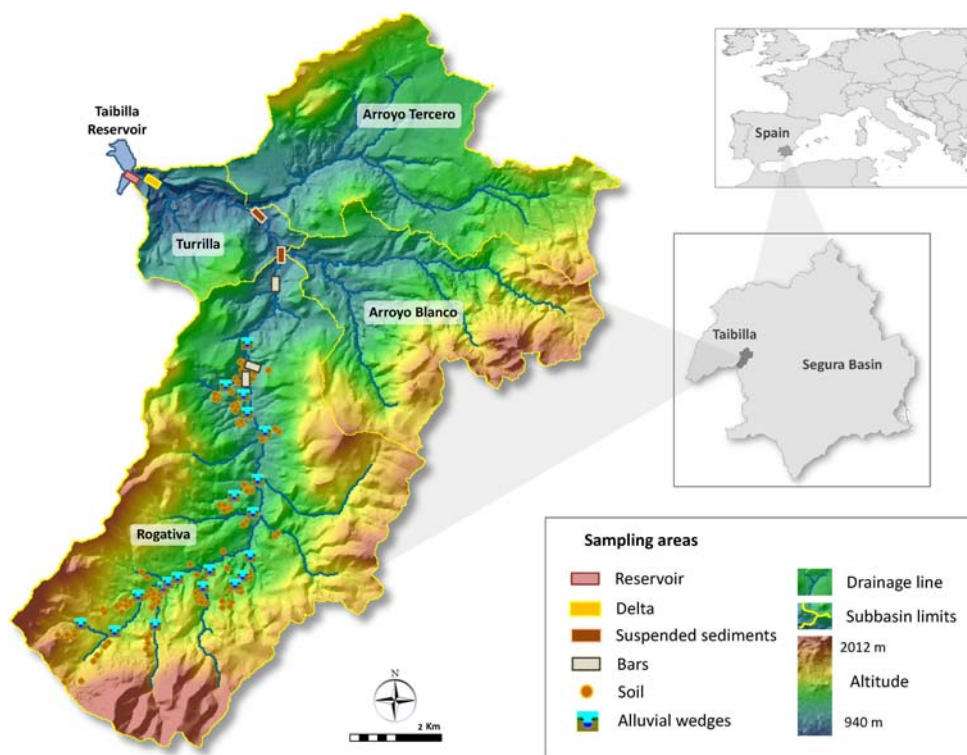 Taibilla
Reservoir
Arroyo Tercero
Turrilla
Arroyo Blanco
Rogativa
N
2 Km
Spain
Taibilla
Segura Basin
Sampling areas
Reservoir
Delta
Suspended sediments
Bars
Soil
Alluvial wedges
Drainage line
Subbasin limits
2012 m
Altitude
940 m